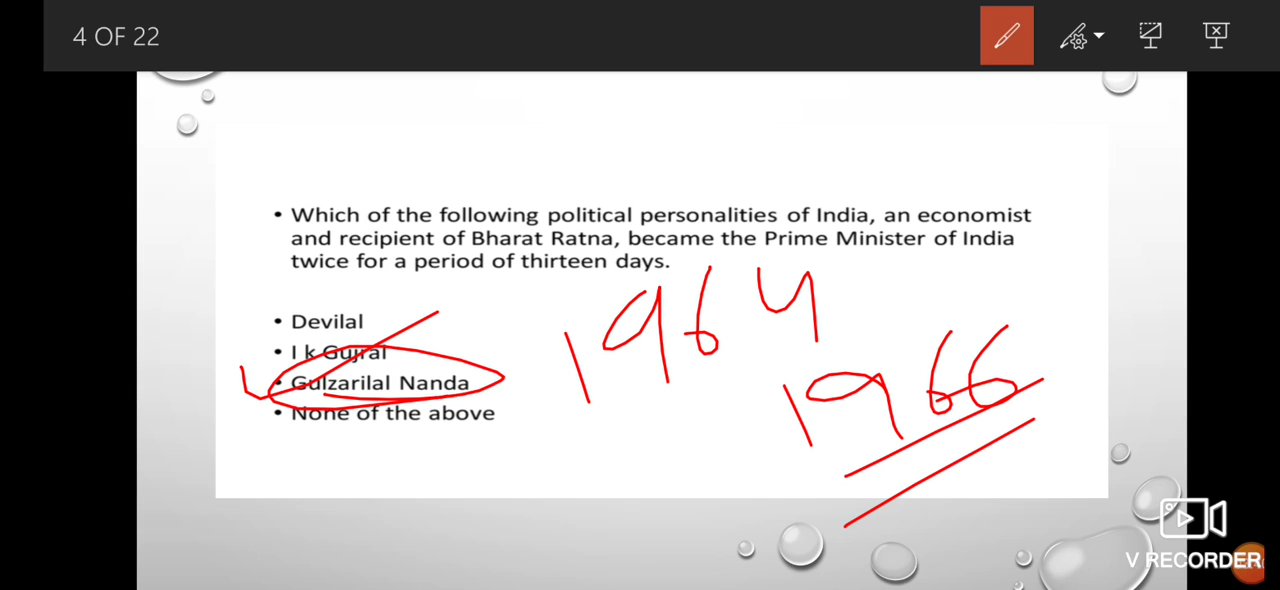 4 OF 22
• Which of the following political personalities of India, an economist
and recipient of Bharat Ratna, became the Prime Minister of India
twice for a period of thirteen days.
• Devilal
• I k Gujral
• Gulzarilal Nanda
• None of the above
1964
1966
V RECORDER